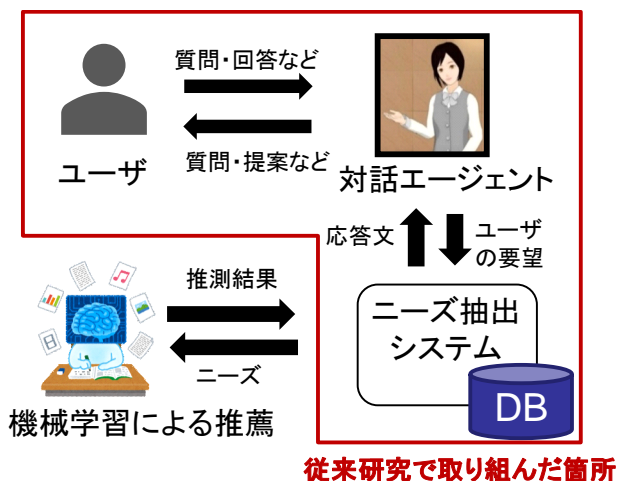 質問・回答など
質問・提案など
ユーザ
対話エージェント
応答文
ユーザ
の要望
推測結果
ニーズ
ニーズ抽出
システム
DB
機械学習による推薦
従来研究で取り組んだ箇所